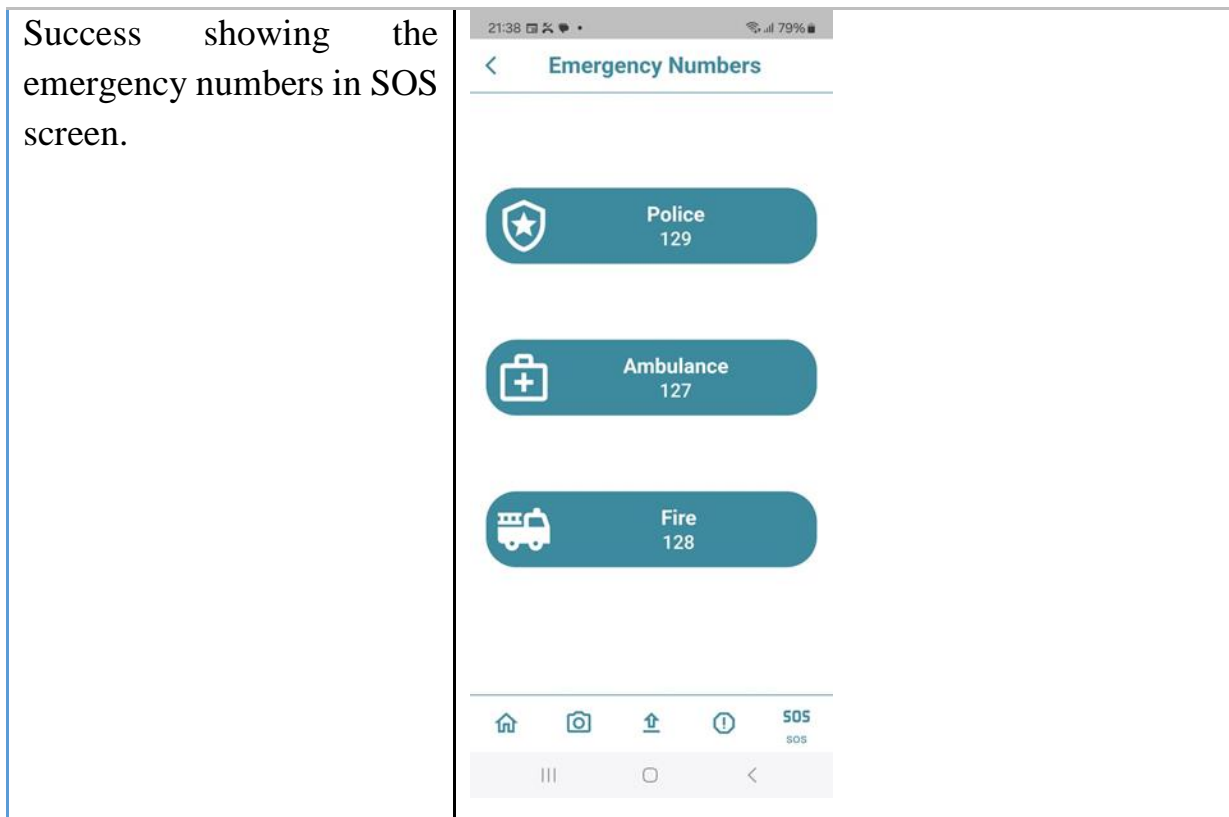 Success showing the
emergency numbers in SOS
screen.
21:38 79%
Emergency Numbers
Police
129
Ambulance
127
Fire
128
SOS
sos